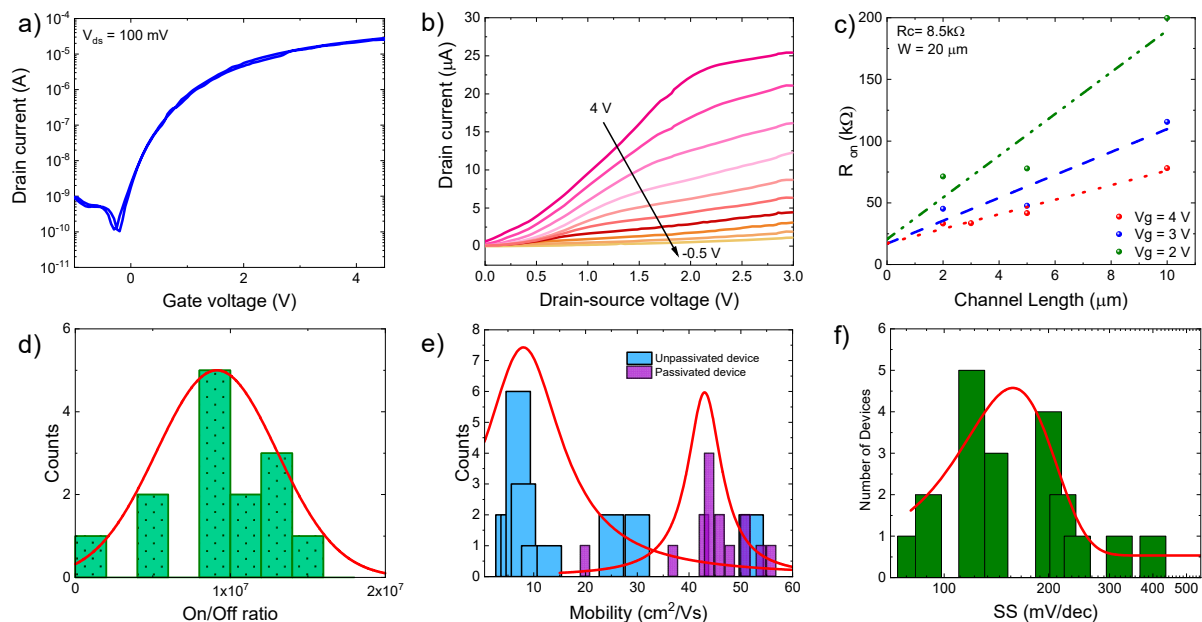 a)
V_ds = 100 mV
10^-4
10^-5
10^-6
10^-7
10^-8
10^-9
10^-10
10^-11
0 2 4
Drain current (A)
Gate voltage (V)
b)
35
30
25
20
15
10
5
0
0.0 0.5 1.0 1.5 2.0 2.5 3.0
4 V
-0.5 V
Drain current (µA)
Drain-source voltage (V)
c)
Rc= 8.5kΩ
W = 20 µm
200
150
100
50
0
0 2 4 6 8 10
Vg = 4 V
Vg = 3 V
Vg = 2 V
R_on (kΩ)
Channel Length (µm)
d)
6
4
2
0
0 1x10^7 2x10^7
Counts
On/Off ratio
e)
8
7
6
5
4
3
2
1
0
10 20 30 40 50 60
Unpassivated device
Passivated device
Counts
Mobility (cm²/Vs)
f)
6
5
4
3
2
1
0
100 200 300 400 500
Number of Devices
SS (mV/dec)